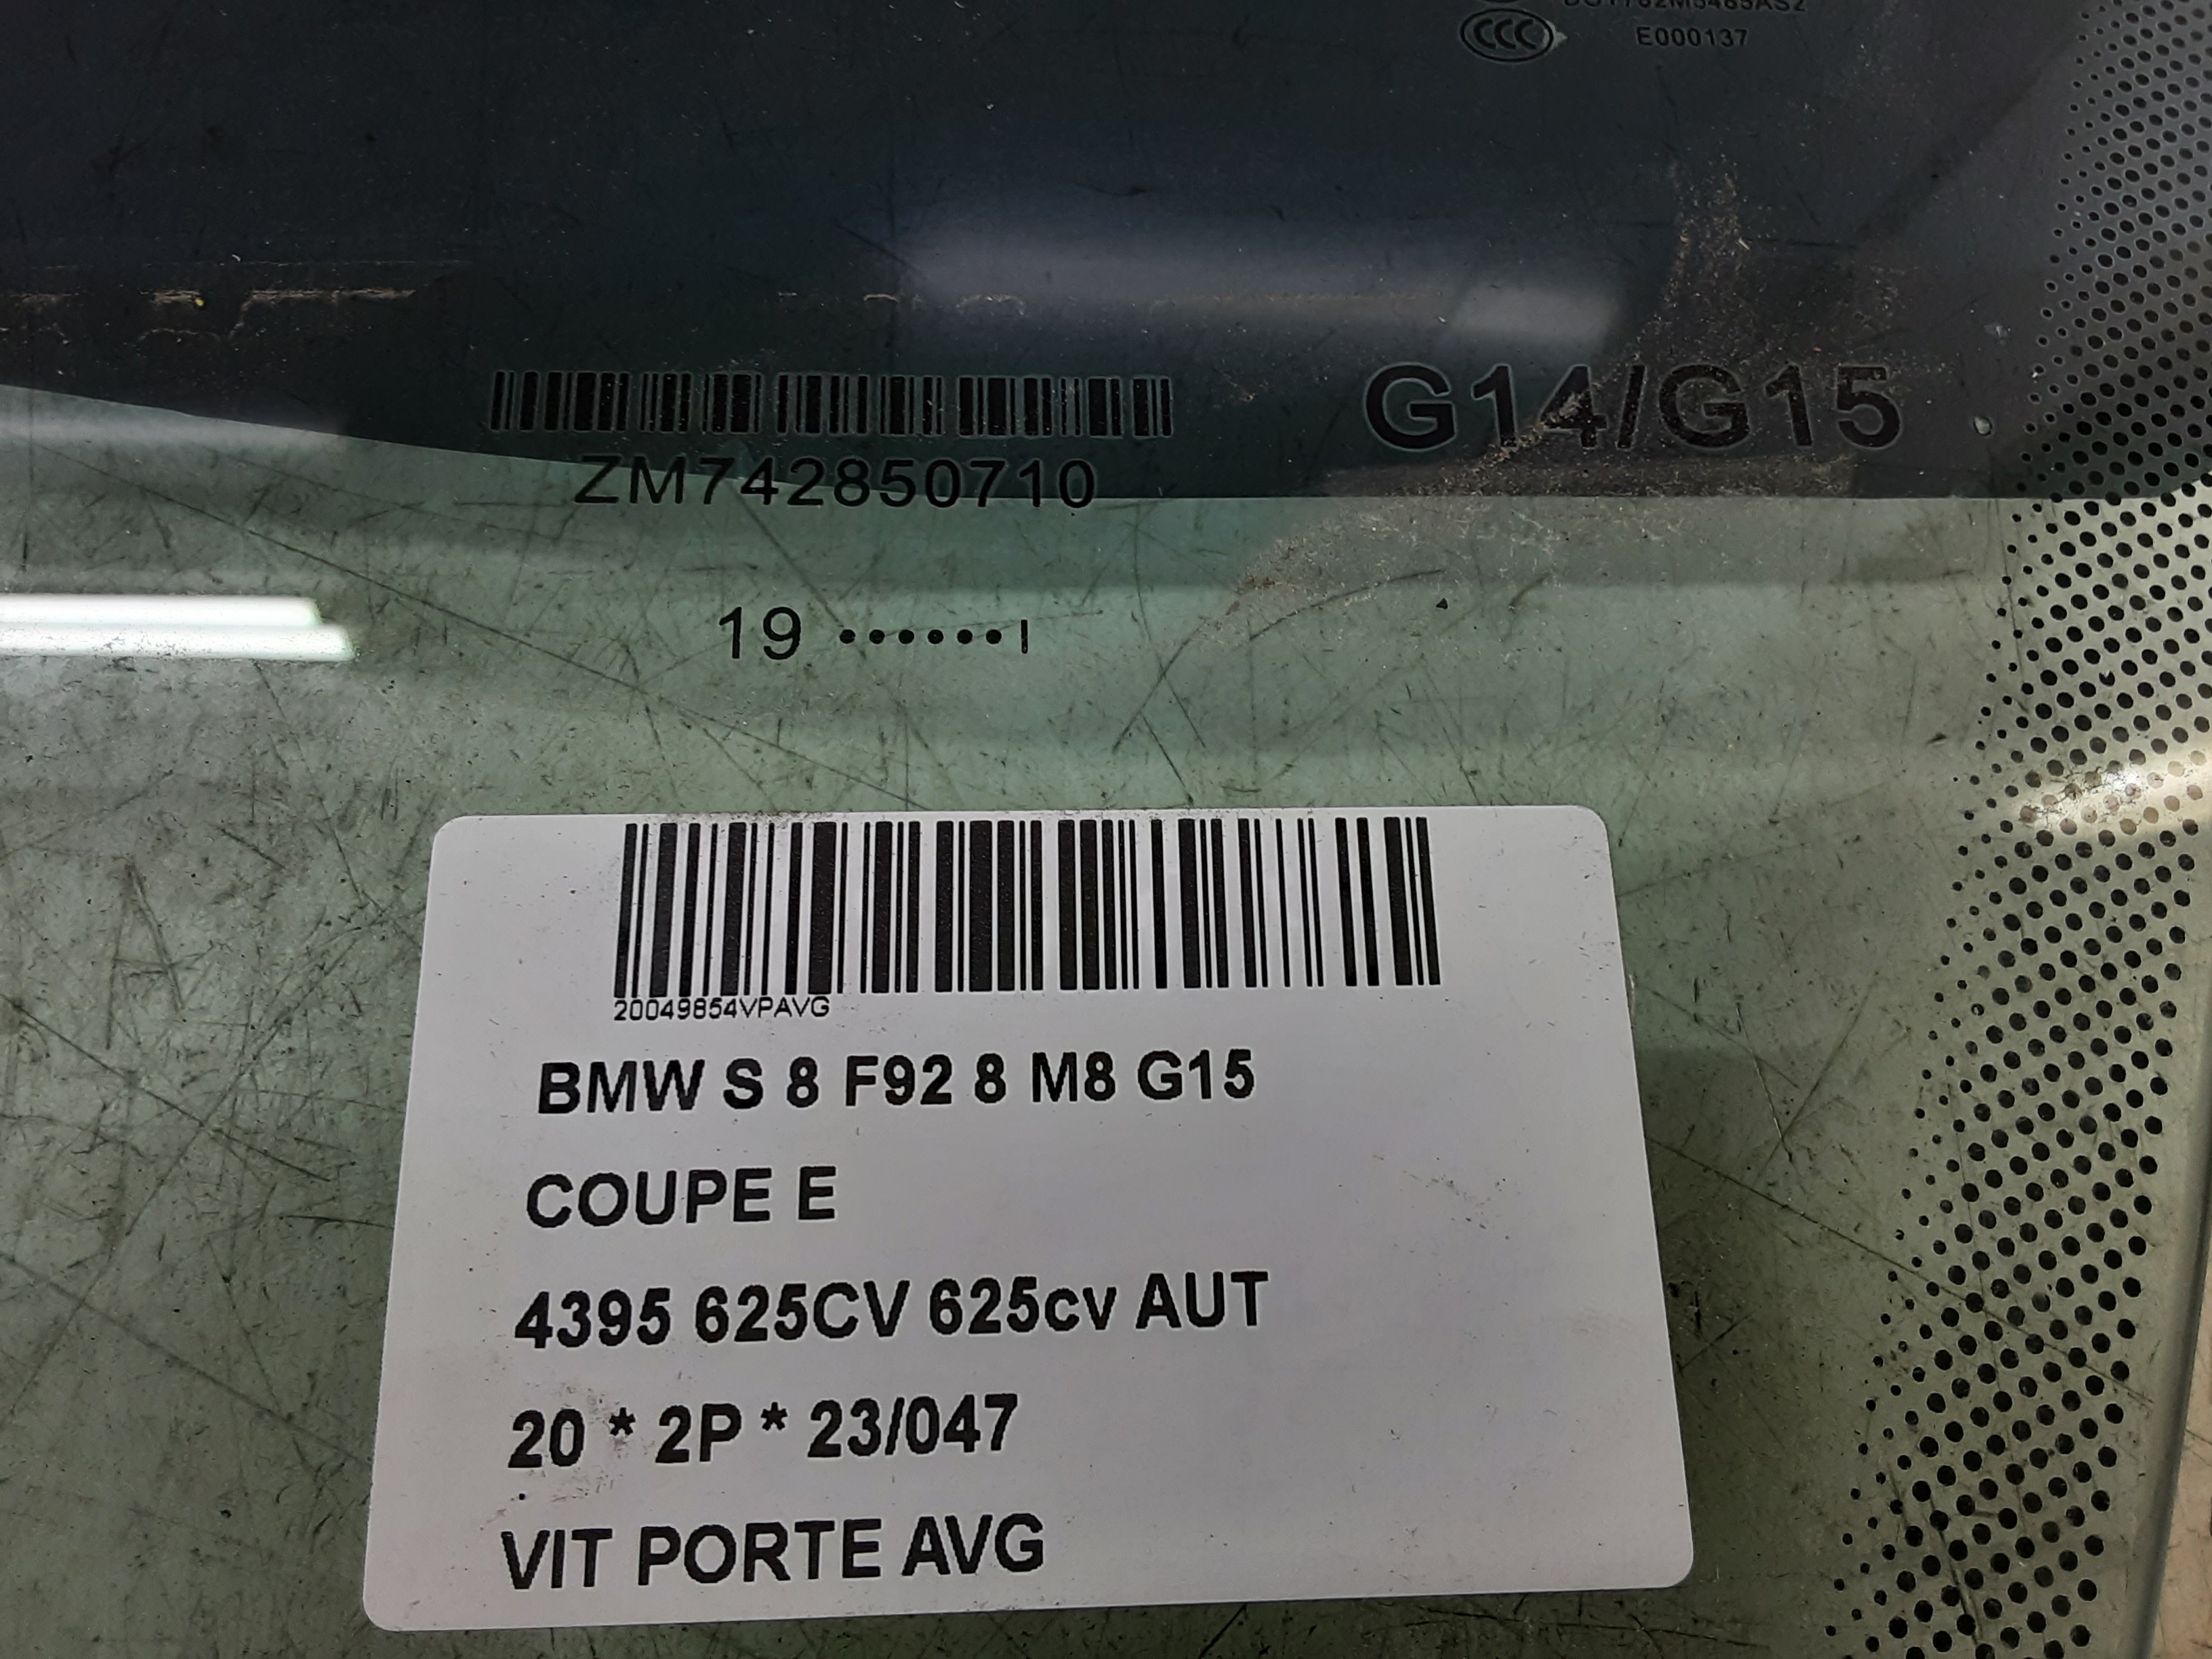 CCC
E000137
G14/G15
ZM742850710
19 ••••••I
20049854VPAVG
BMW S 8 F92 8 M8 G15
COUPE E
4395 625CV 625cv AUT
20 * 2P * 23/047
VIT PORTE AVG